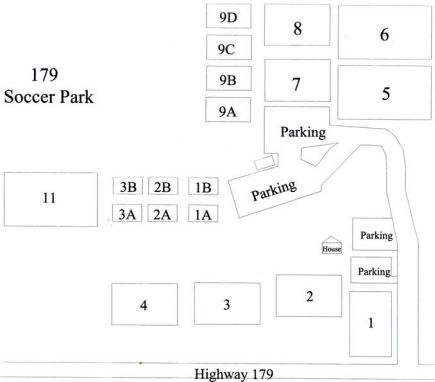 9D
8
6
9C
179
Soccer Park
9B
7
5
9A
Parking
3B
2B
1B
Parking
11
3A
2A
1A
Parking
House
Parking
4
3
2
1
Highway 179